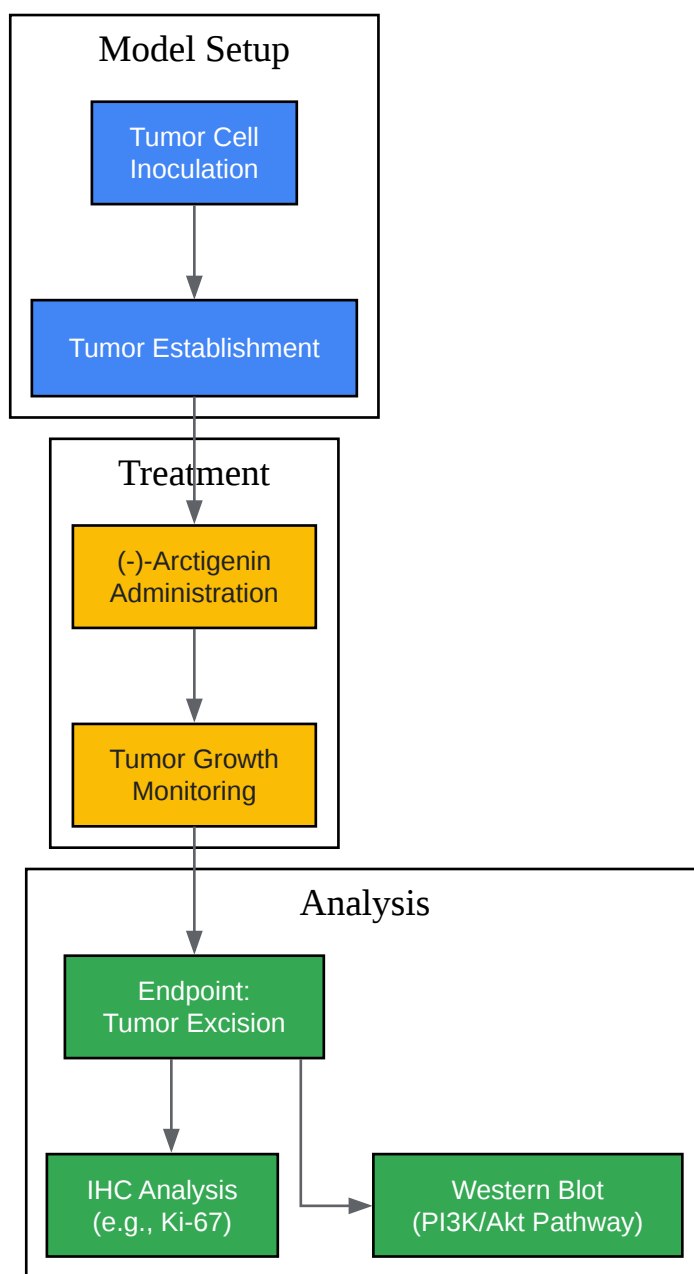 Model Setup
Tumor Cell
Inoculation
Tumor Establishment
Treatment
(-)-Arctigenin
Administration
Tumor Growth
Monitoring
Analysis
Endpoint:
Tumor Excision
IHC Analysis
(e.g., Ki-67)
Western Blot
(PI3K/Akt Pathway)